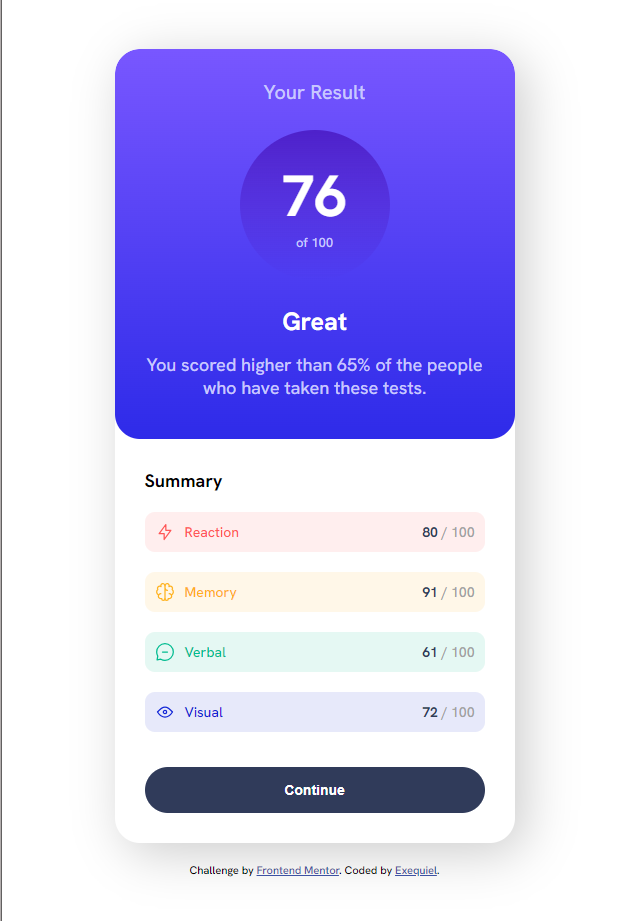 Your Result
76
of 100
Great
You scored higher than 65% of the people
who have taken these tests.
Summary
Reaction 80 / 100
Memory 91 / 100
Verbal 61 / 100
Visual 72 / 100
Continue
Challenge by Frontend Mentor. Coded by Exequiel.